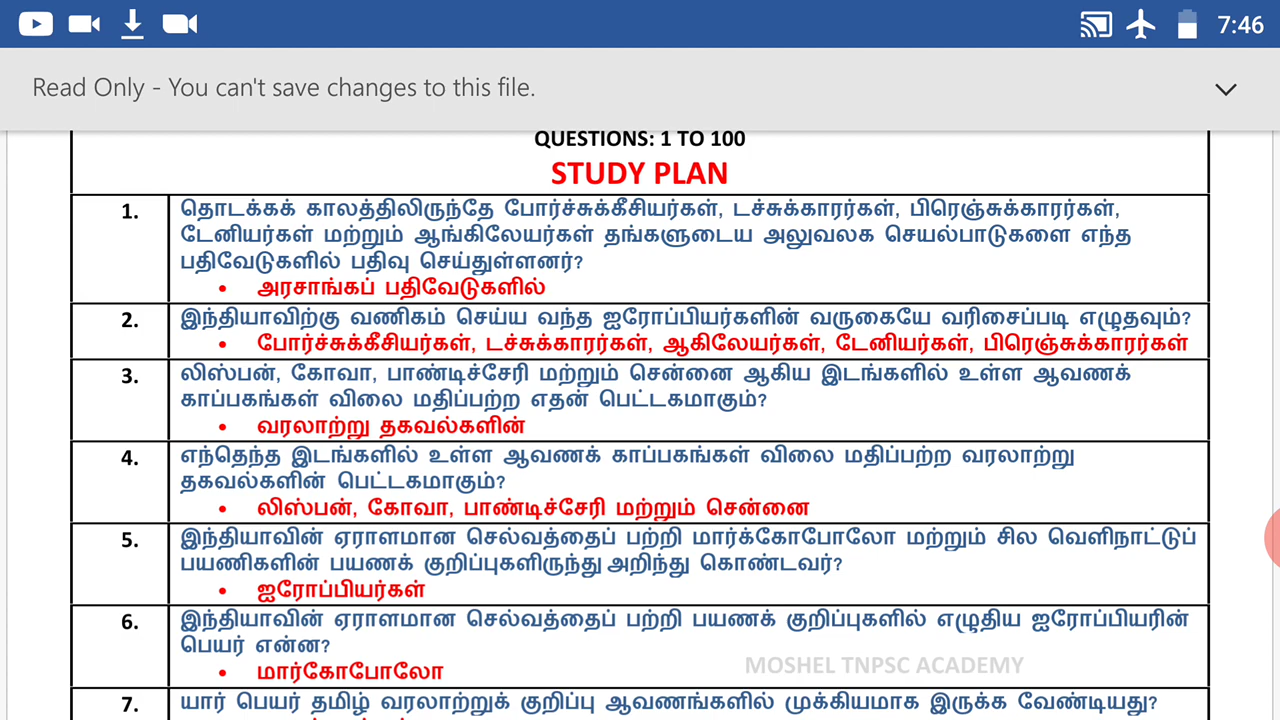 7:46
Read Only - You can't save changes to this file.
QUESTIONS: 1 TO 100
STUDY PLAN
1. தொடக்கக் காலத்திலிருந்தே போர்ச்சுக்கீசியர்கள், டச்சுக்காரர்கள், பிரெஞ்சுக்காரர்கள்,
டேனியர்கள் மற்றும் ஆங்கிலேயர்கள் தங்களுடைய அலுவலக செயல்பாடுகளை எந்த
பதிவேடுகளில் பதிவு செய்துள்ளனர்?
• அரசாங்கப் பதிவேடுகளில்
2. இந்தியாவிற்கு வணிகம் செய்ய வந்த ஐரோப்பியர்களின் வருகையே வரிசைப்படி எழுதவும்?
• போர்ச்சுக்கீசியர்கள், டச்சுக்காரர்கள், ஆகிலேயர்கள், டேனியர்கள், பிரெஞ்சுக்காரர்கள்
3. லிஸ்பன், கோவா, பாண்டிச்சேரி மற்றும் சென்னை ஆகிய இடங்களில் உள்ள ஆவணக்
காப்பகங்கள் விலை மதிப்பற்ற எதன் பெட்டகமாகும்?
• வரலாற்று தகவல்களின்
4. எந்தெந்த இடங்களில் உள்ள ஆவணக் காப்பகங்கள் விலை மதிப்பற்ற வரலாற்று
தகவல்களின் பெட்டகமாகும்?
• லிஸ்பன், கோவா, பாண்டிச்சேரி மற்றும் சென்னை
5. இந்தியாவின் ஏராளமான செல்வத்தைப் பற்றி மார்க்கோபோலோ மற்றும் சில வெளிநாட்டுப்
பயணிகளின் பயணக் குறிப்புகளிருந்து அறிந்து கொண்டவர்?
• ஐரோப்பியர்கள்
6. இந்தியாவின் ஏராளமான செல்வத்தைப் பற்றி பயணக் குறிப்புகளில் எழுதிய ஐரோப்பியரின்
பெயர் என்ன?
• மார்கோபோலோ
MOSHEL TNPSC ACADEMY
7. யார் பெயர் தமிழ் வரலாற்றுக் குறிப்பு ஆவணங்களில் முக்கியமாக இருக்க வேண்டியது?